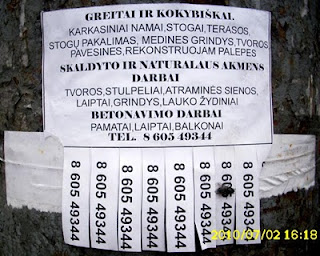 GREITAI IR KOKYBIŠKAI.
KARKASINIAI NAMAI,STOGAI,TERASOS,
STOGŲ PAKALIMAS, MEDINĖS GRINDYS,TVOROS
PAVĖSINĖS,REKONSTRUOJAM PALĖPES
SKALDYTO IR NATŪRALAUS AKMENS
DARBAI
TVOROS,STULPELIAI,ATRAMINĖS SIENOS,
LAIPTAI,GRINDYS,LAUKO ŽYDINIAI
BETONAVIMO DARBAI
PAMATAI,LAIPTAI,BALKONAI
TEL. 8 605 49344
8 605 49344
8 605 49344
8 605 49344
8 605 49344
8 605 49344
8 605 49344
8 605 49344
2010/07/02 16:18